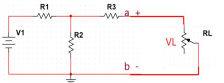 R1 R3 a +
V1 R2 VL RL
b -